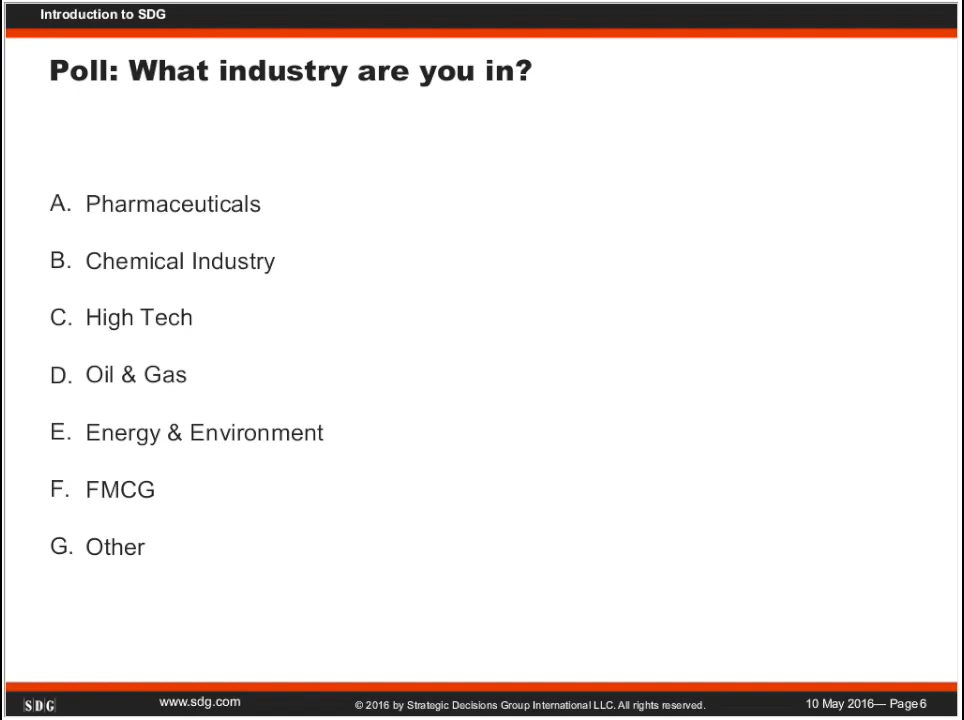 Introduction to SDG
Poll: What industry are you in?
A. Pharmaceuticals
B. Chemical Industry
C. High Tech
D. Oil & Gas
E. Energy & Environment
F. FMCG
G. Other
SDG www.sdg.com © 2016 by Strategic Decisions Group International LLC. All rights reserved. 10 May 2016— Page 6